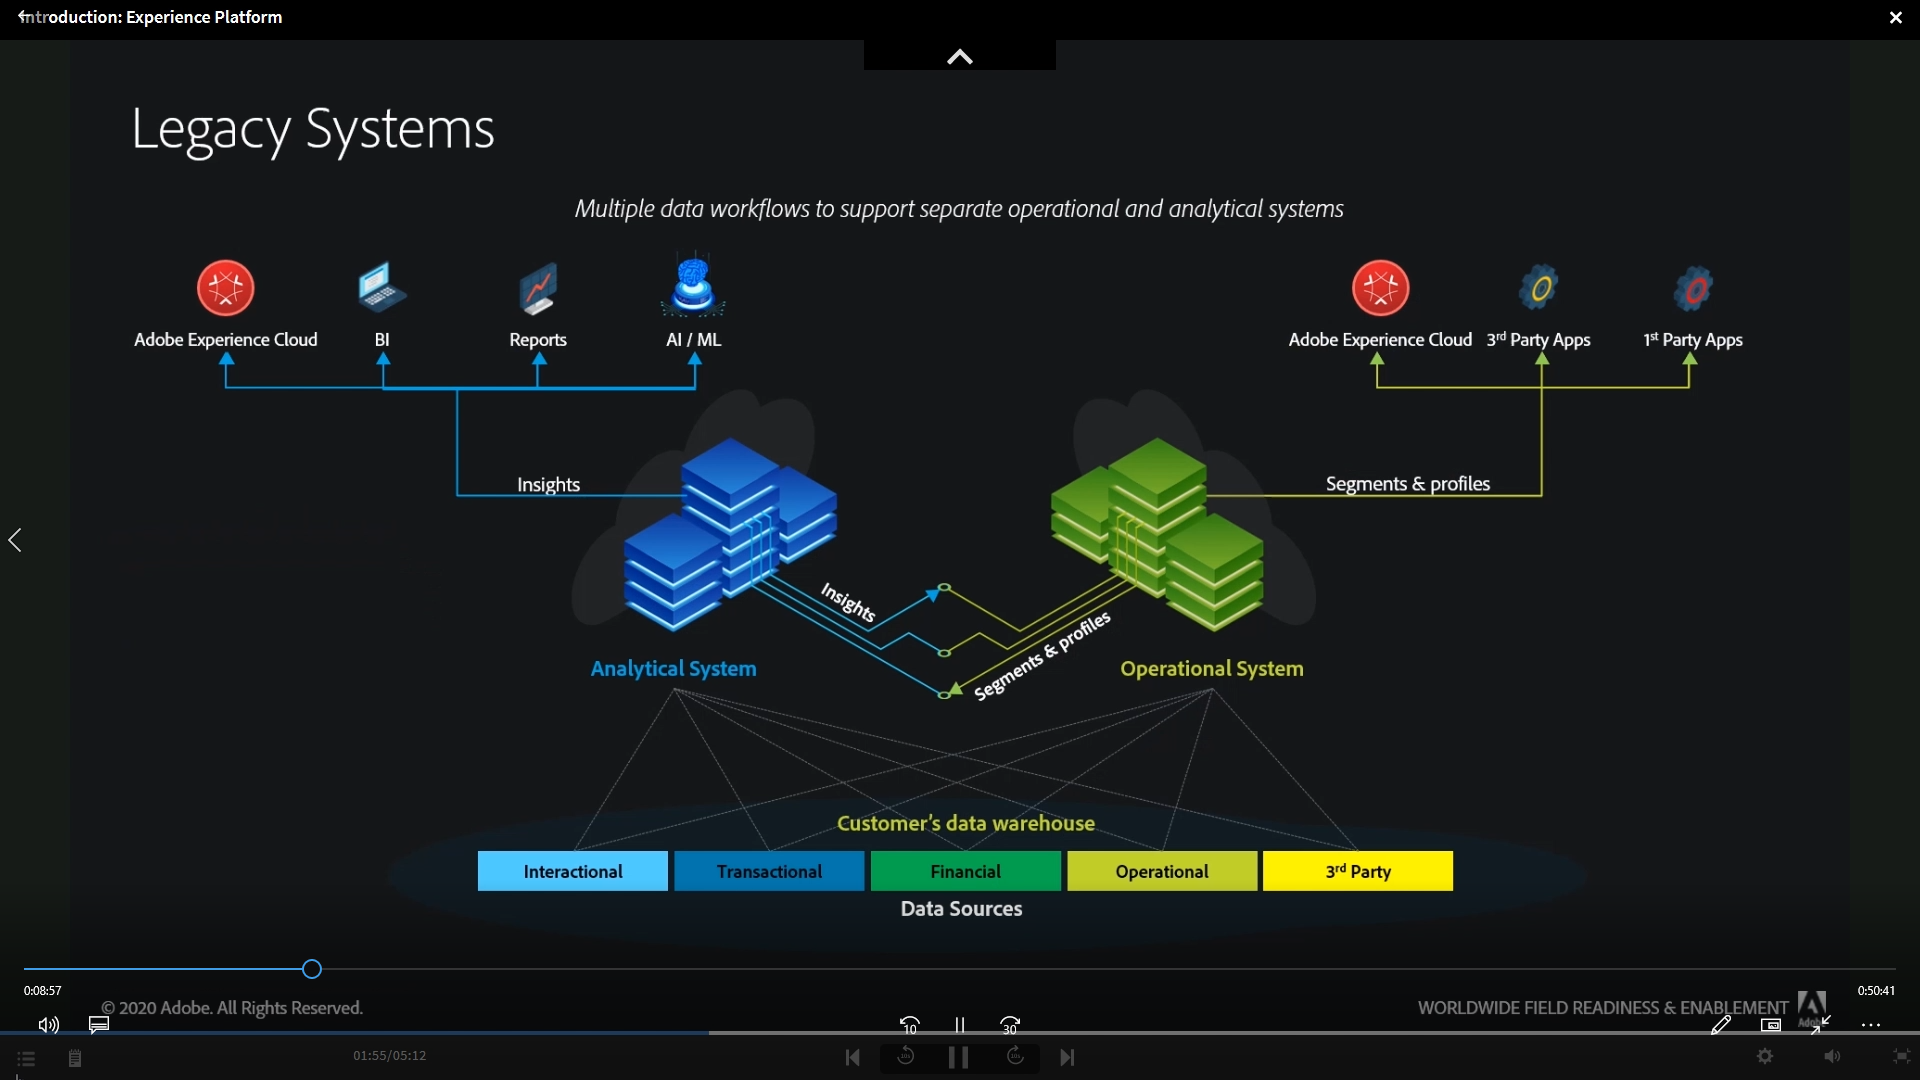 Introduction: Experience Platform
Legacy Systems
Multiple data workflows to support separate operational and analytical systems
Adobe Experience Cloud
BI
Reports
AI / ML
Adobe Experience Cloud
3rd Party Apps
1st Party Apps
Insights
Segments & profiles
Insights
Segments & profiles
Analytical System
Operational System
Customer's data warehouse
Interactional
Transactional
Financial
Operational
3rd Party
Data Sources
0:08:57
0:50:41
© 2020 Adobe. All Rights Reserved.
WORLDWIDE FIELD READINESS & ENABLEMENT
Adobe
10
30
01:55/05:12
10s
10s